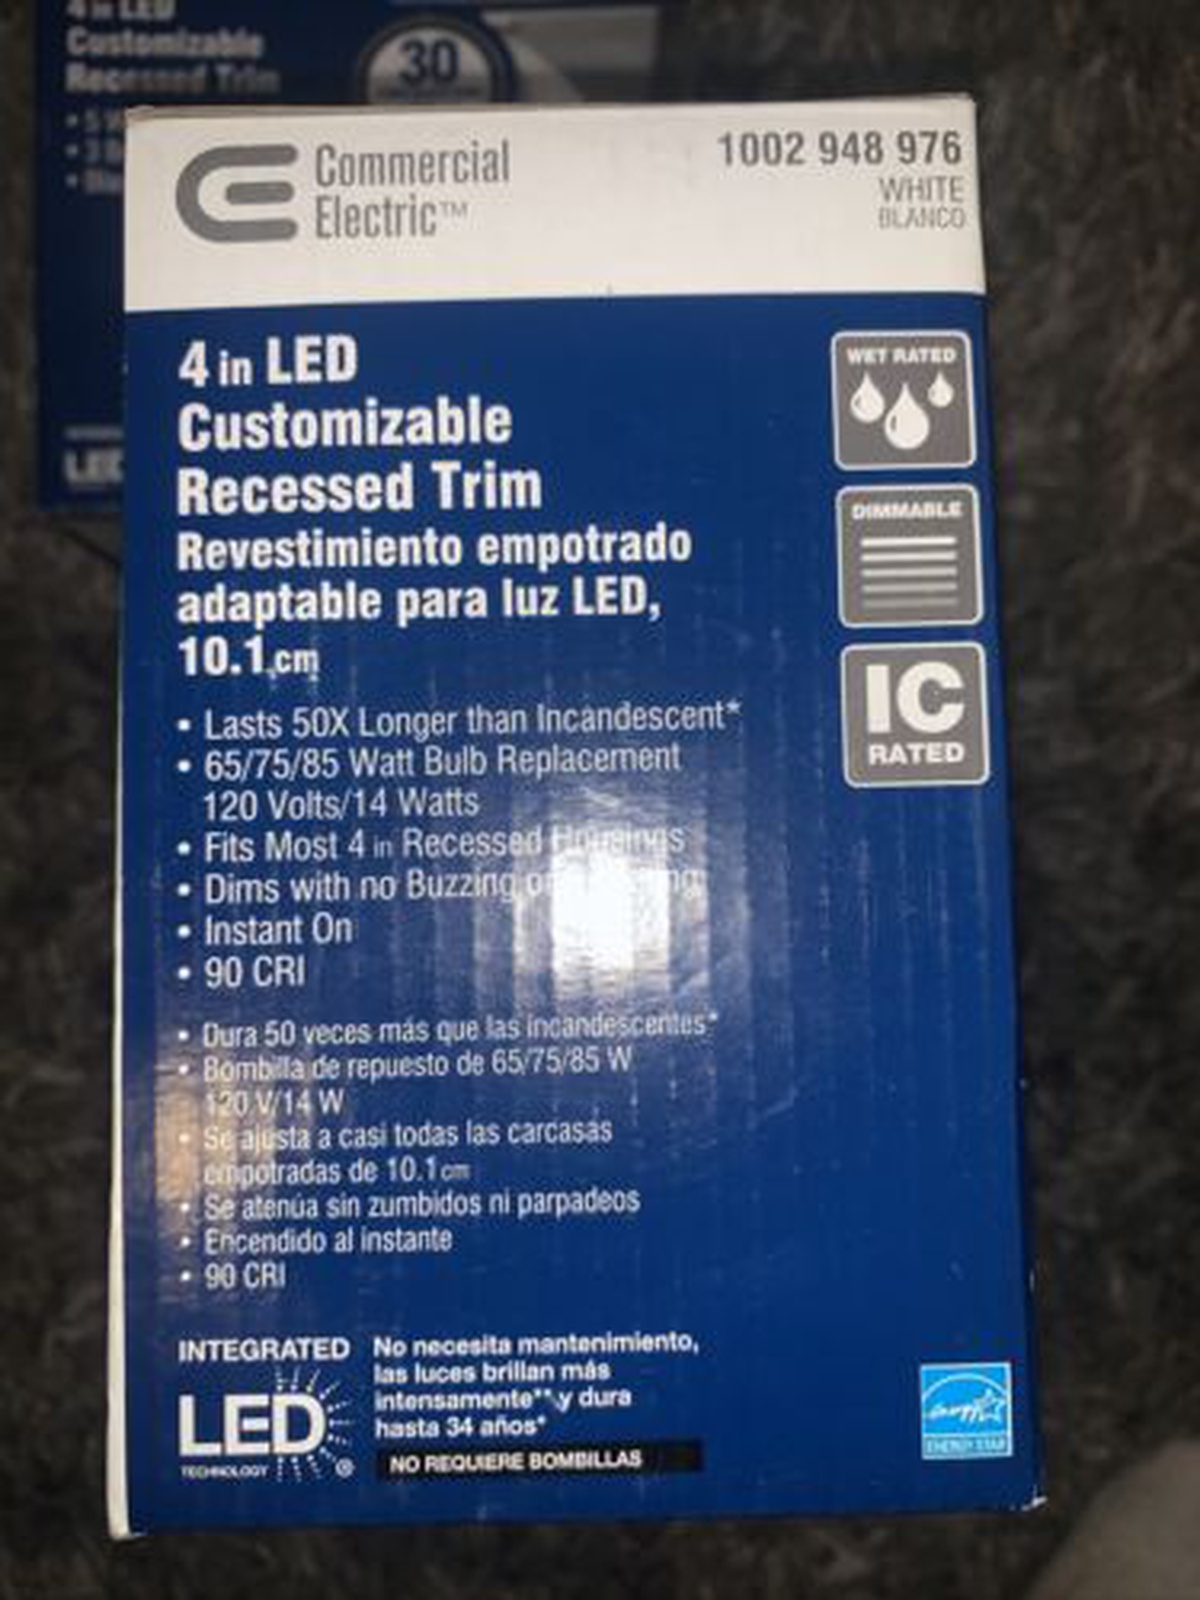 4 in LED
Customizable
Recessed Trim
30
LED
Commercial
Electric™
1002 948 976
WHITE
BLANCO
4 in LED
Customizable
Recessed Trim
Revestimiento empotrado
adaptable para luz LED,
10.1 cm
• Lasts 50X Longer than Incandescent*
• 65/75/85 Watt Bulb Replacement
120 Volts/14 Watts
• Fits Most 4 in Recessed Housings
• Dims with no Buzzing
• Instant On
• 90 CRI
• Dura 50 veces más que las incandescentes*
• Bombilla de repuesto de 65/75/85 W
120 V/14 W
• Se ajusta a casi todas las carcasas
empotradas de 10.1 cm
• Se atenúa sin zumbidos ni parpadeos
• Encendido al instante
• 90 CRI
WET RATED
DIMMABLE
IC
RATED
INTEGRATED
LED
TECHNOLOGY ®
No necesita mantenimiento,
las luces brillan más
intensamente** y dura
hasta 34 años*
NO REQUIERE BOMBILLAS
energy
ENERGY STAR